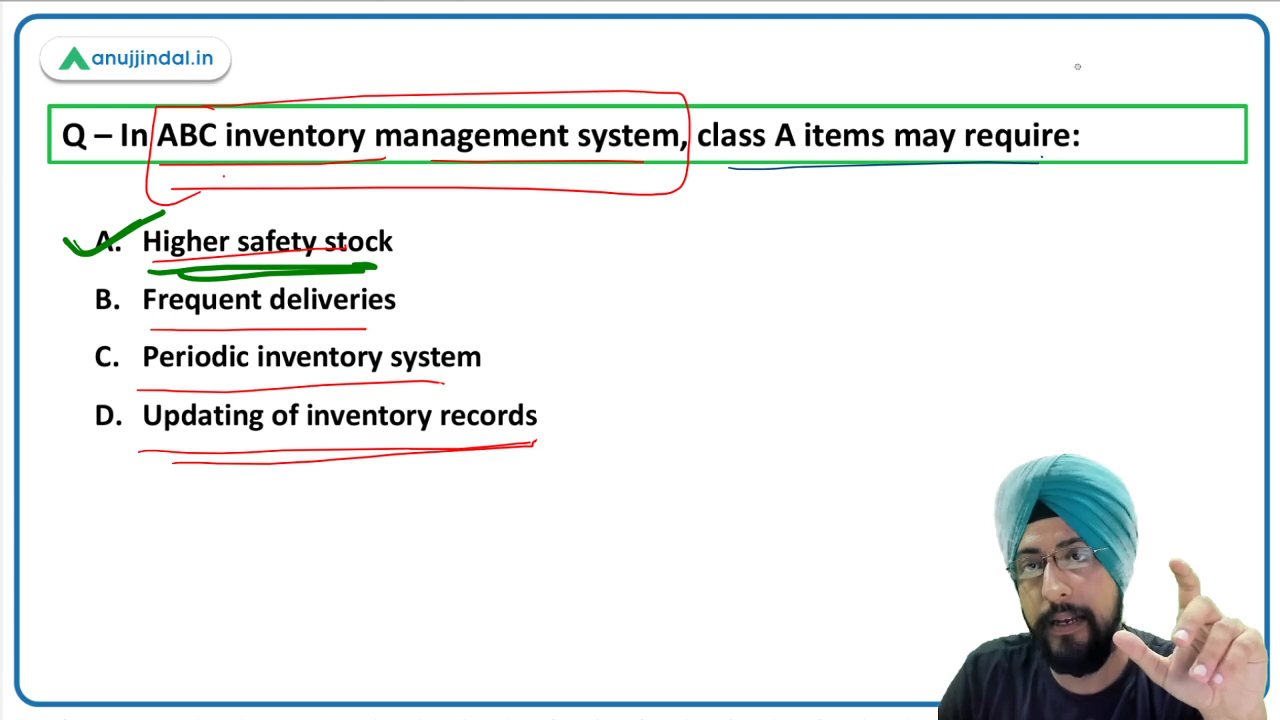 anujjindal.in
Q – In ABC inventory management system, class A items may require:
A. Higher safety stock
B. Frequent deliveries
C. Periodic inventory system
D. Updating of inventory records